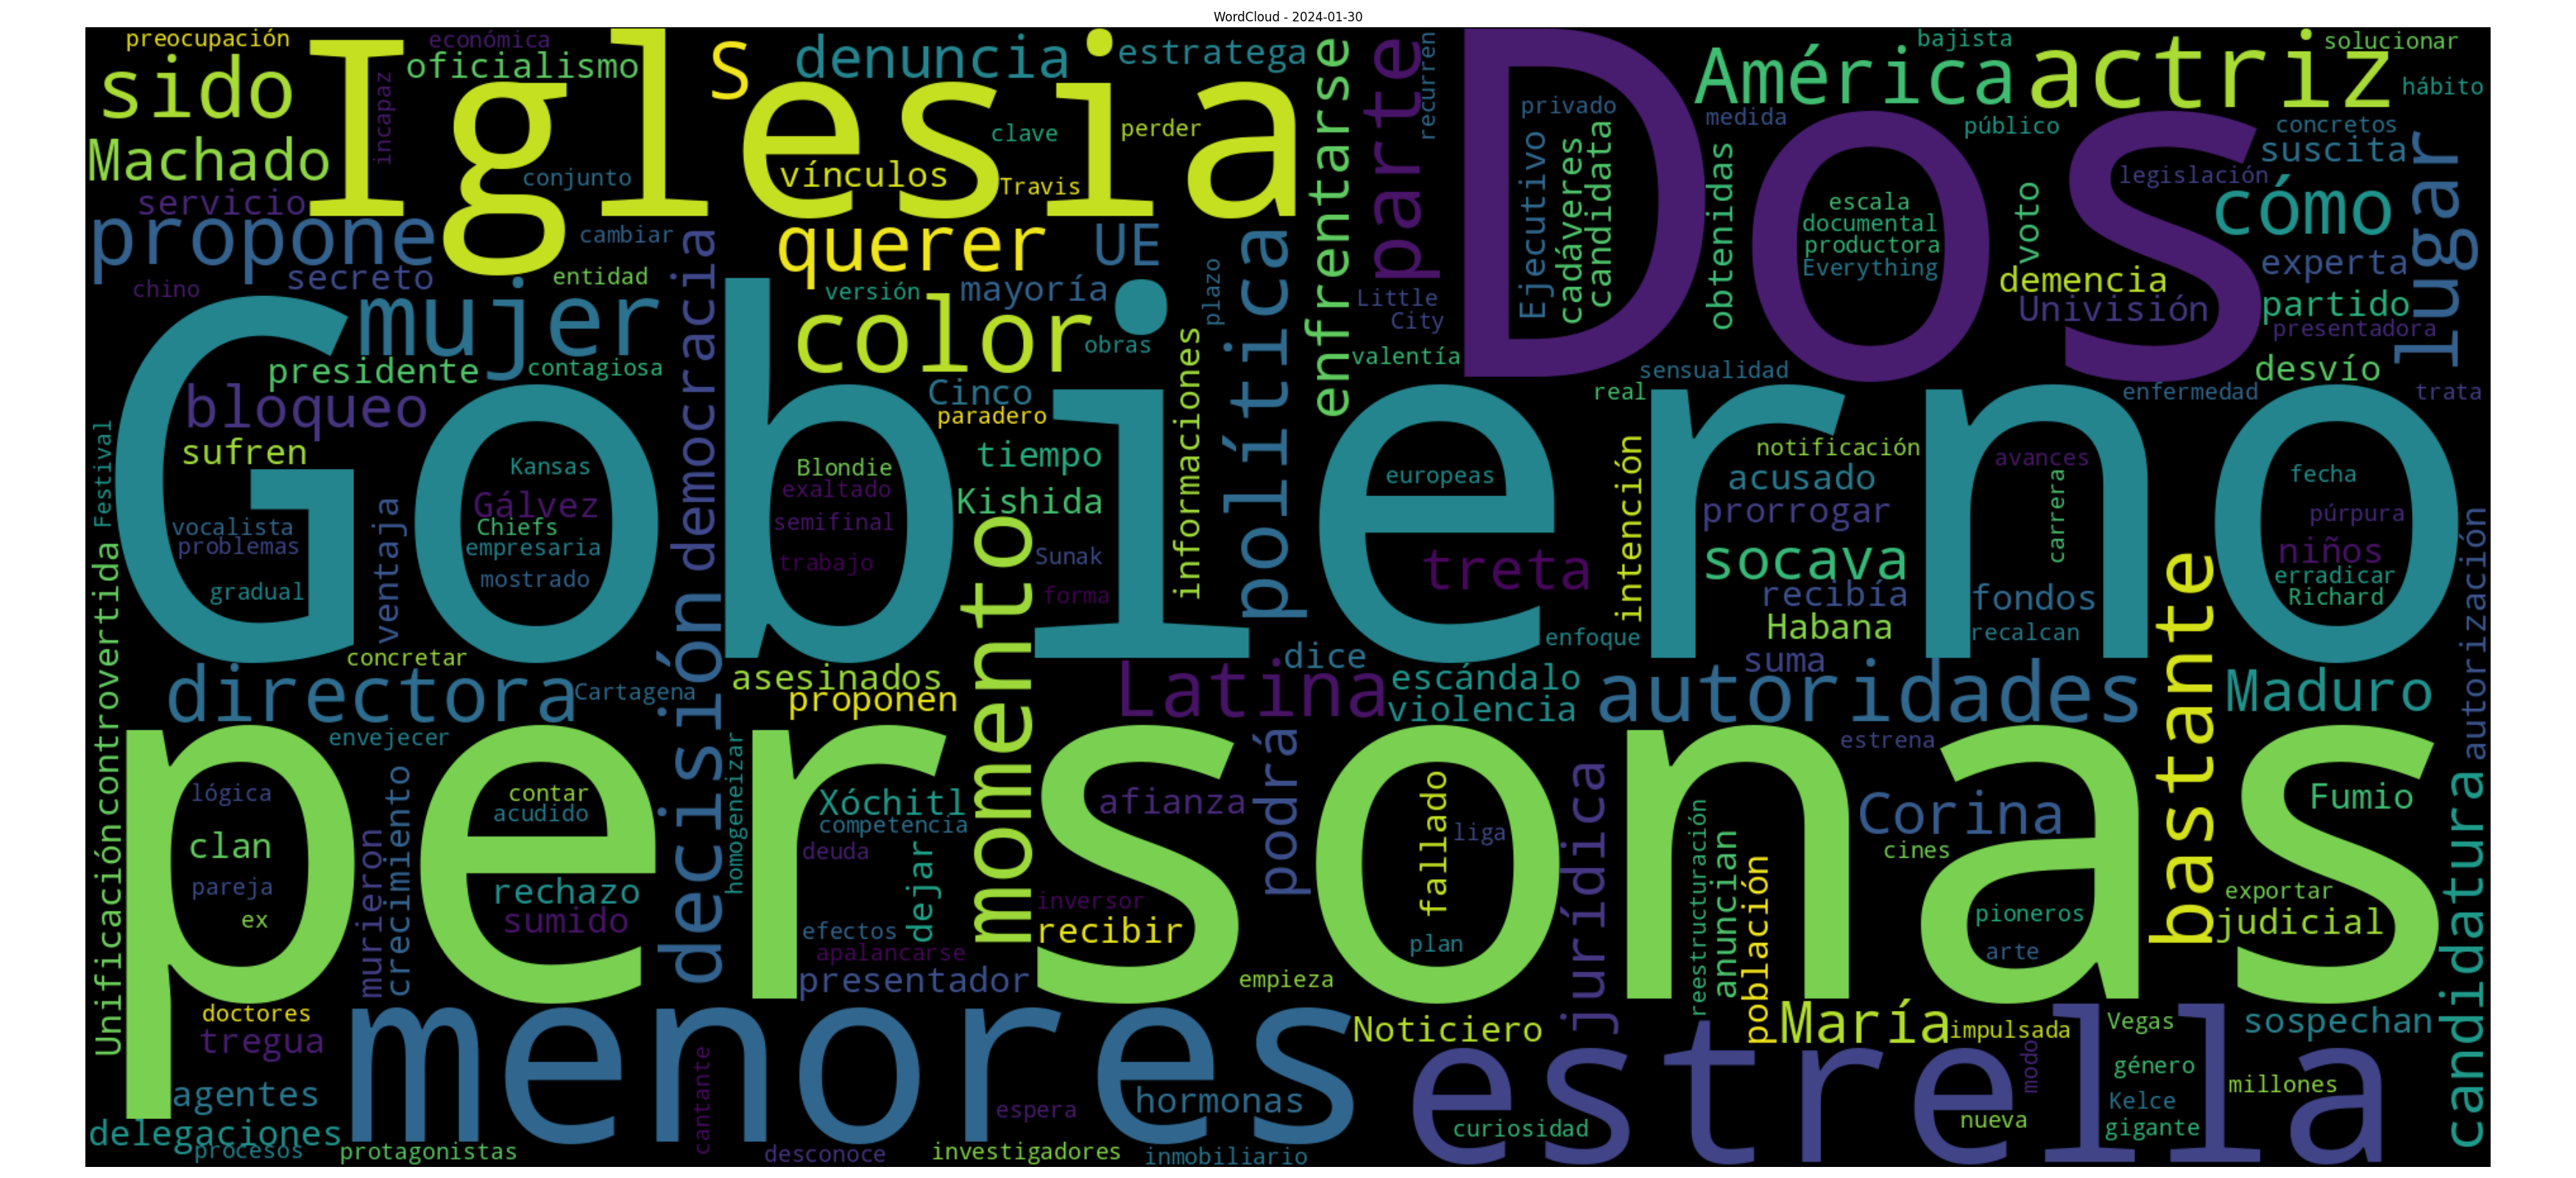 WordCloud - 2024-01-30
preocupación
económica
Iglesia
S
denuncia
estratega
enfrentarse
parte
recurren
Dos
América
bajista
actriz
solucionar
hábito
sido
oficialismo
incapaz
Machado
conjunto
vínculos
clave
Travis
perder
privado
medida
público
concretos
suscita
legislación
lugar
Ejecutivo
cadáveres
candidata
obtenidas
escala
documental
productora
Everything
voto
cómo
demencia
Univisión
experta
partido
presentadora
desvío
servicio
propone
secreto
chino
cambiar
entidad
democracia
querer
UE
versión
mayoría
color
obras
plazo
política
Little
City
valentía
sensualidad
real
enfermedad
trata
mujer
presidente
contagiosa
bloqueo
Cinco
paradero
informaciones
Gobierno
sufren
Festival
vocalista
problemas
gradual
ventaja
Kansas
Gálvez
Chiefs
empresaria
mostrado
Blondie
exaltado
semifinal
trabajo
tiempo
Kishida
Sunak
forma
momento
europeas
treta
enfoque
intención
notificación
acusado
prorrogar
socava
recibía
Habana
suma
avances
carrera
fondos
recalcan
fecha
púrpura
niños
erradicar
Richard
autorización
bastante
controvertida
Unificación
concretar
directora
Cartagena
decisión
asesinados
proponen
Latina
dice
escándalo
violencia
autoridades
Maduro
envejecer
personas
estrena
lógica
clan
pareja
ex
murieron
crecimiento
contar
acudido
rechazo
sumido
homogeneizar
Xóchitl
competencia
deuda
dejar
efectos
apalancarse
presentador
afianza
inversor
recibir
podrá
empieza
fallado
liga
plan
jurídica
reestructuración
anuncian
población
Corina
cines
pioneros
arte
Fumio
exportar
judicial
candidatura
doctores
tregua
agentes
delegaciones
procesos
protagonistas
menores
cantante
desconoce
espera
investigadores
hormonas
inmobiliario
Noticiero
María
impulsada
estrella
curiosidad
nueva
modo
Vegas
género
Kelce
gigante
sospechan
millones